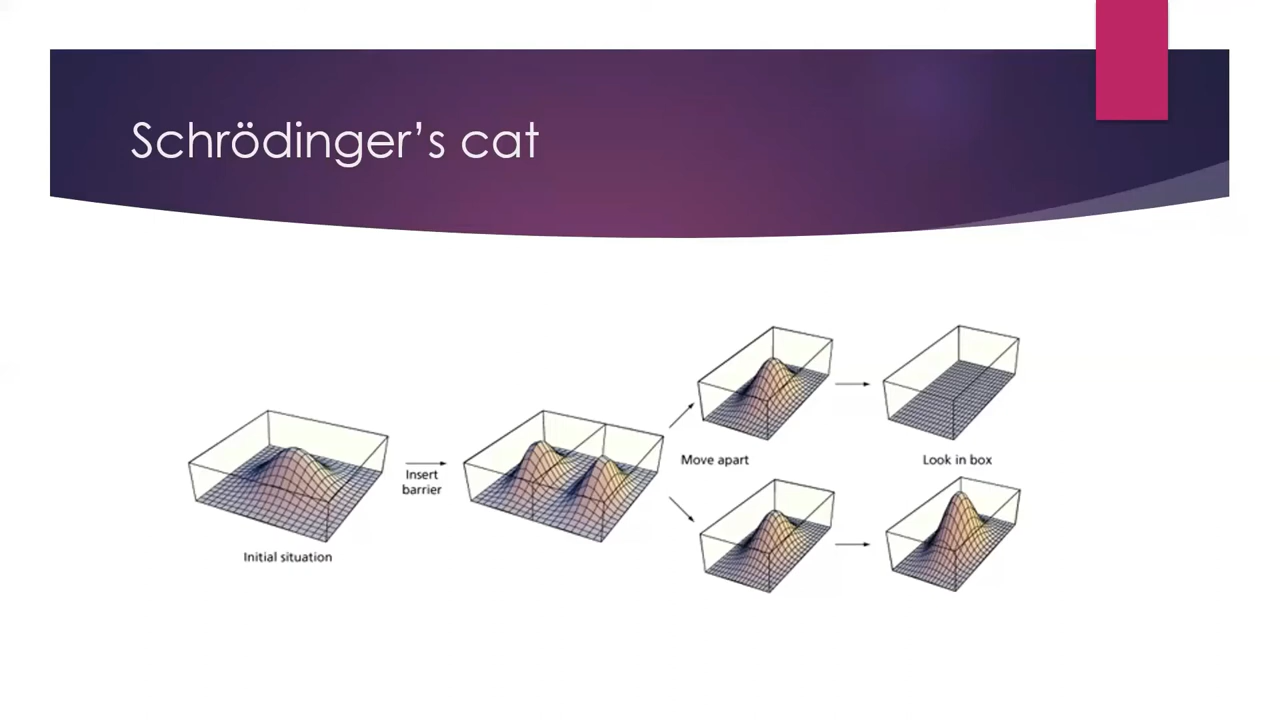 Schrödinger's cat
Initial situation
Insert
barrier
Move apart
Look in box